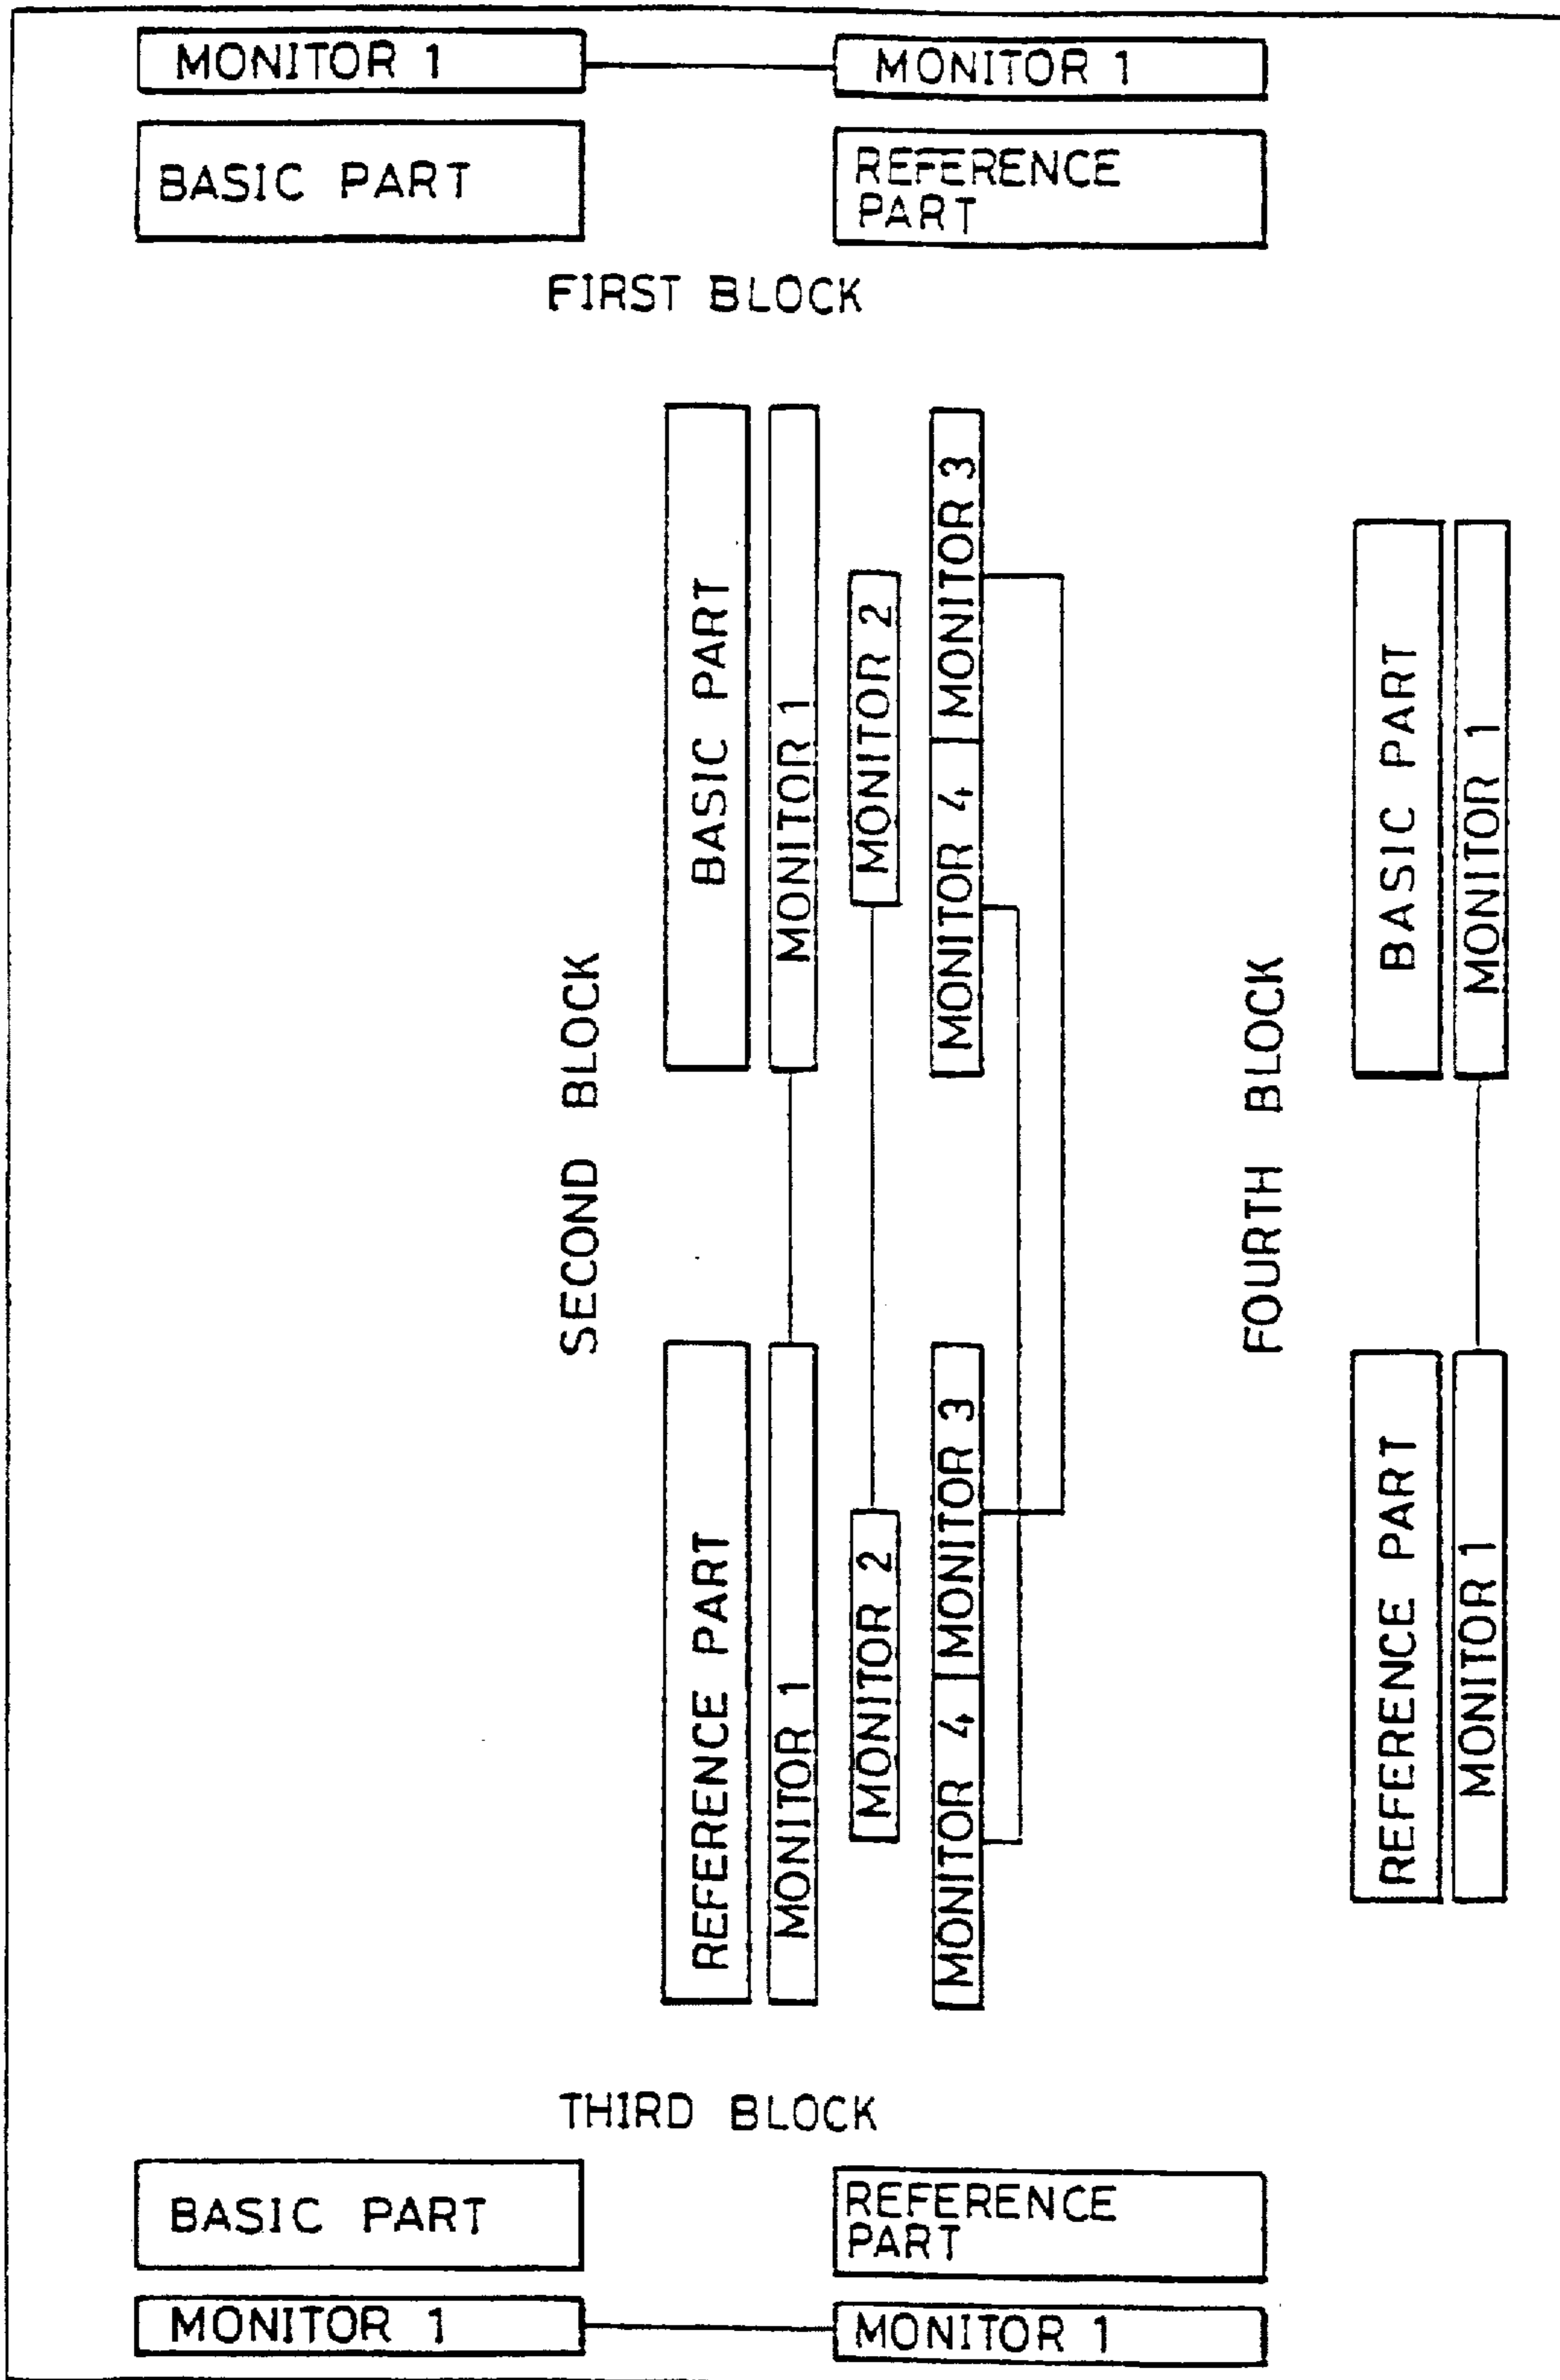 MONITOR 1
MONITOR 1
BASIC PART
REFERENCE
PART
FIRST BLOCK
SECOND BLOCK
REFERENCE PART
BASIC PART
MONITOR 1
MONITOR 1
MONITOR 2
MONITOR 2
MONITOR 4
MONITOR 3
MONITOR 4
MONITOR 3
FOURTH BLOCK
REFERENCE PART
BASIC PART
MONITOR 1
MONITOR 1
THIRD BLOCK
BASIC PART
REFERENCE
PART
MONITOR 1
MONITOR 1